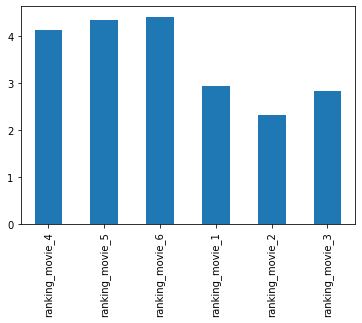 4
3
2
1
0
ranking_movie_4
ranking_movie_5
ranking_movie_6
ranking_movie_1
ranking_movie_2
ranking_movie_3